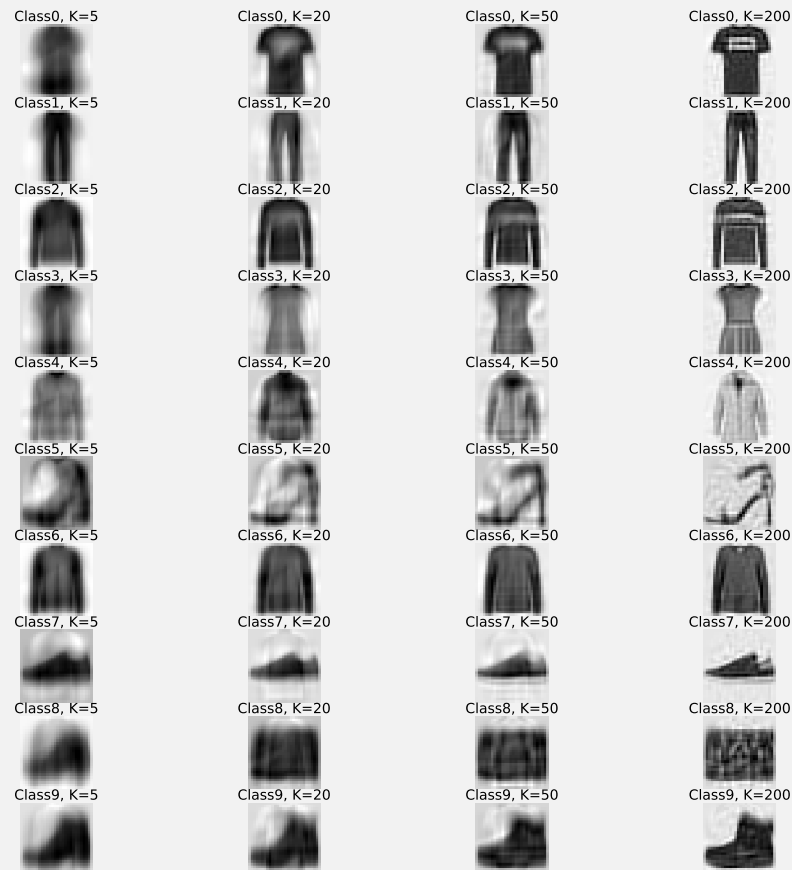 Class0, K=5 Class0, K=20 Class0, K=50 Class0, K=200
Class1, K=5 Class1, K=20 Class1, K=50 Class1, K=200
Class2, K=5 Class2, K=20 Class2, K=50 Class2, K=200
Class3, K=5 Class3, K=20 Class3, K=50 Class3, K=200
Class4, K=5 Class4, K=20 Class4, K=50 Class4, K=200
Class5, K=5 Class5, K=20 Class5, K=50 Class5, K=200
Class6, K=5 Class6, K=20 Class6, K=50 Class6, K=200
Class7, K=5 Class7, K=20 Class7, K=50 Class7, K=200
Class8, K=5 Class8, K=20 Class8, K=50 Class8, K=200
Class9, K=5 Class9, K=20 Class9, K=50 Class9, K=200